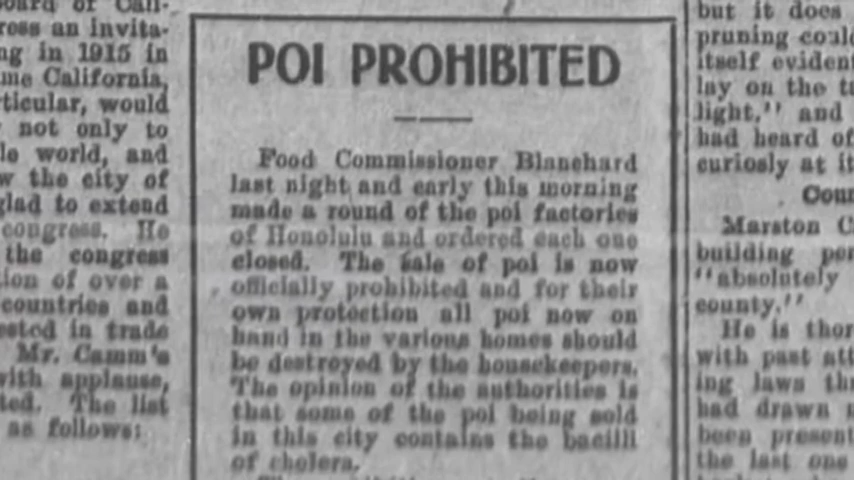 oard of Cali-
ress an invita-
ng in 1915 in
me California,
rticular, would
not only to
le world, and
w the city of
glad to extend
congress. He
the congress
tion of over a
countries and
ested in trade
Mr. Camm's
with applause,
ted. The list
as follows:
POI PROHIBITED
Food Commissioner Blanchard
last night and early this morning
made a round of the poi factories
of Honolulu and ordered each one
closed. The sale of poi is now
officially prohibited and for their
own protection all poi now on
hand in the various homes should
be destroyed by the housekeepers.
The opinion of the authorities is
that some of the poi being sold
in this city contains the bacilli
of cholera.
but it does
pruning could
itself evident
lay on the t
light," and
had heard of
curiosly at it
Coun
Marston C
building per
"absolutely
county."
He is thor
with past att
ing laws th
had drawn
been present
the last one